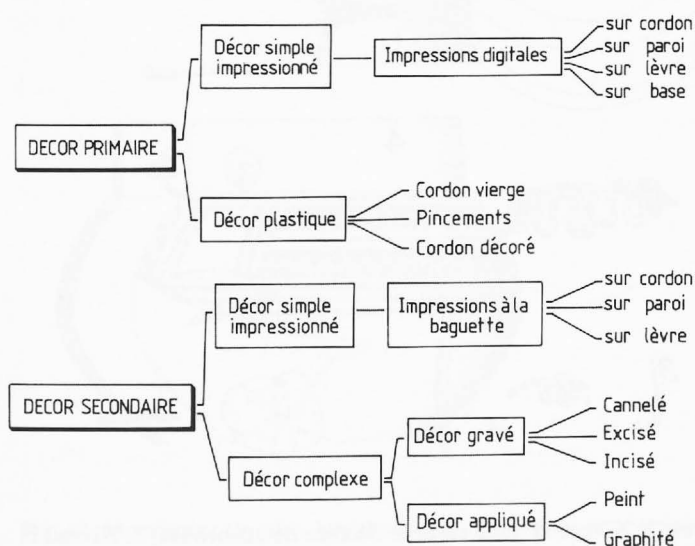 sur cordon
Décor simple
impressionné
Impressions digitales
sur paroi
sur lèvre
sur base
DÉCOR PRIMAIRE
Décor plastique
Cordon vierge
Pincements
Cordon décoré
Décor simple
impressionné
Impressions à la
baguette
sur cordon
sur paroi
sur lèvre
DÉCOR SECONDAIRE
Décor complexe
Décor gravé
Cannelé
Excisé
Incisé
Décor appliqué
Peint
Graphité